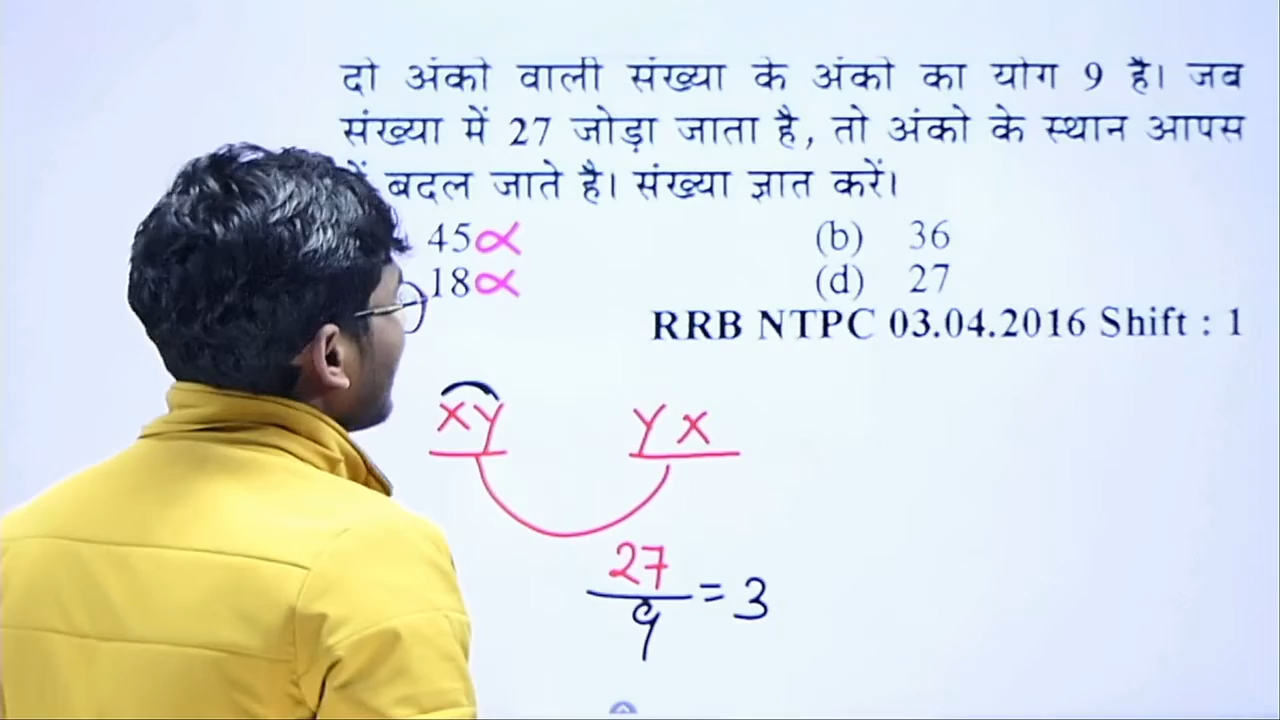 दो अंको वाली संख्या के अंको का योग 9 है। जब
संख्या में 27 जोड़ा जाता है, तो अंको के स्थान आपस
बदल जाते है। संख्या ज्ञात करें।
45 α (b) 36
18 α (d) 27
RRB NTPC 03.04.2016 Shift : 1
xy yx
27
9 = 3